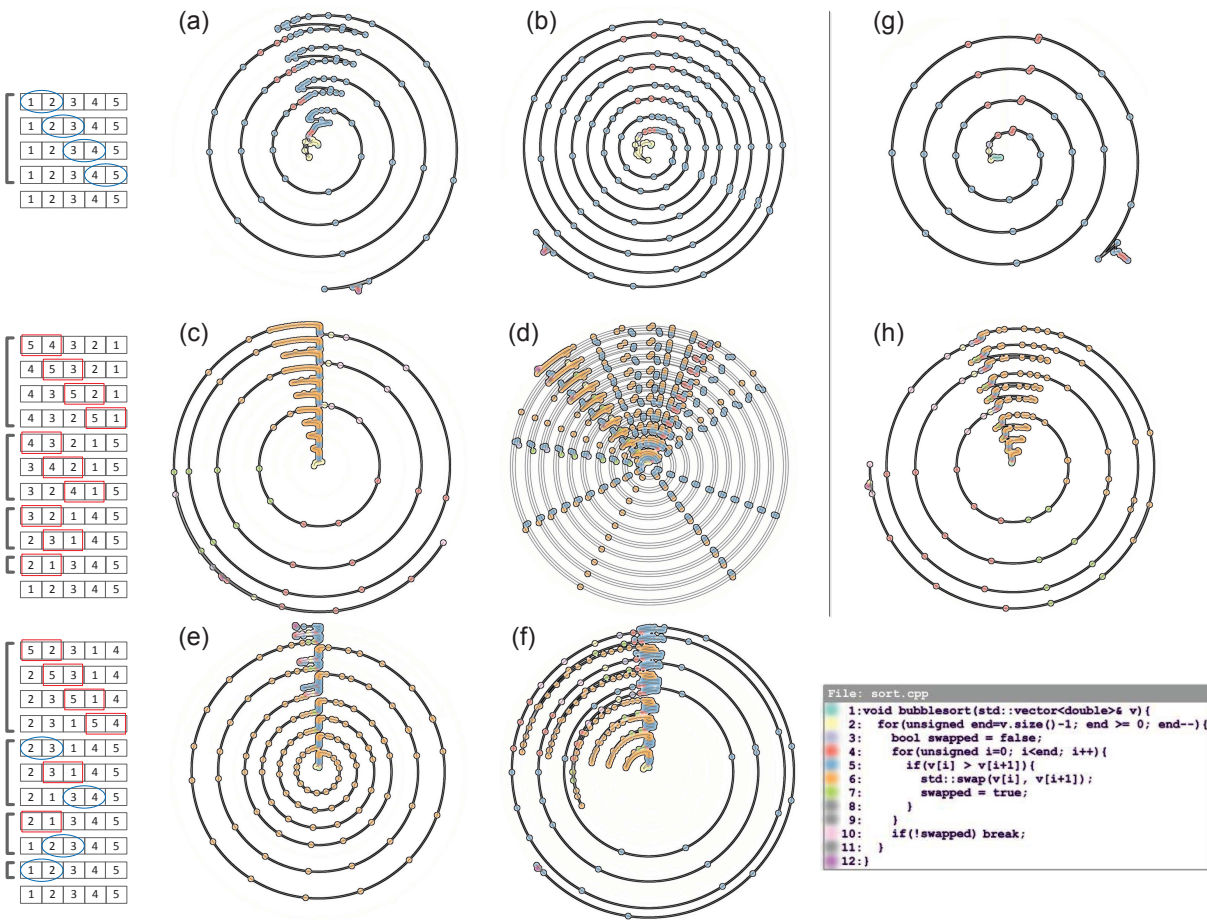 (a)
(b)
(g)
1 2 3 4 5
1 2 3 4 5
1 2 3 4 5
1 2 3 4 5
1 2 3 4 5
(c)
(d)
(h)
5 4 3 2 1
4 5 3 2 1
4 3 5 2 1
4 3 2 5 1
4 3 2 1 5
3 4 2 1 5
3 2 4 1 5
3 2 1 4 5
2 3 1 4 5
2 1 3 4 5
1 2 3 4 5
(e)
(f)
5 2 3 1 4
2 5 3 1 4
2 3 5 1 4
2 3 1 5 4
2 3 1 4 5
2 3 1 4 5
2 1 3 4 5
2 1 3 4 5
1 2 3 4 5
1 2 3 4 5
1 2 3 4 5
File: sort.cpp
1:void bubblesort(std::vector<double>& v){
2: for(unsigned end=v.size()-1; end >= 0; end--){
3: bool swapped = false;
4: for(unsigned i=0; i<end; i++){
5: if(v[i] > v[i+1]){
6: std::swap(v[i], v[i+1]);
7: swapped = true;
8: }
9: }
10: if(!swapped) break;
11: }
12:}